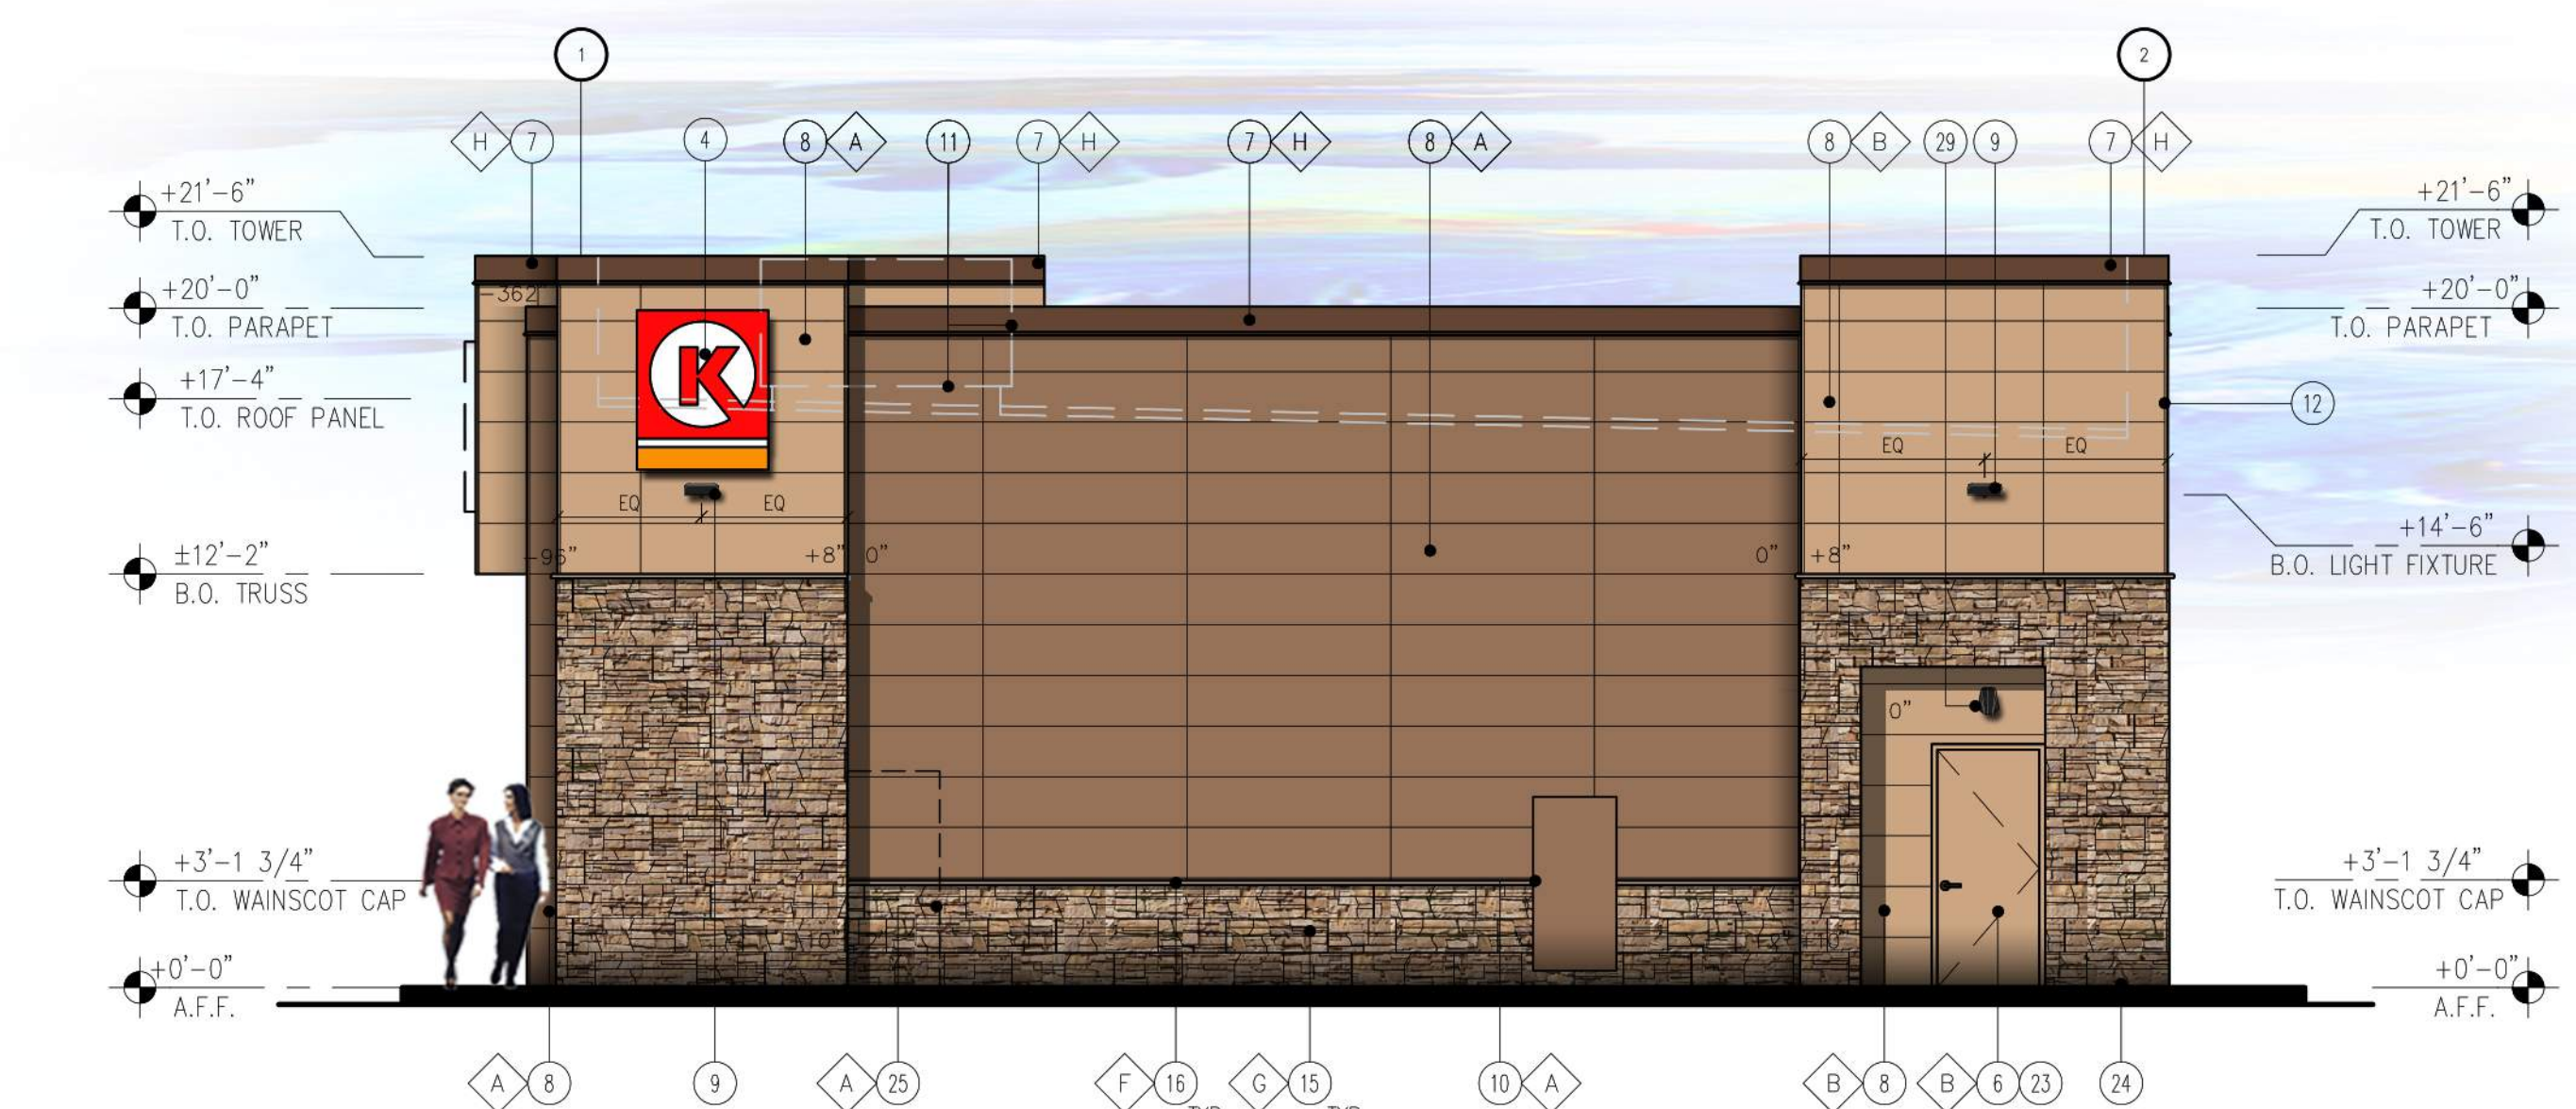 1
2
H 7
4
8 A
11
7 H
7 H
8 A
8 B
29
9
7 H
+21'-6"
T.O. TOWER
+20'-0"
T.O. PARAPET
+17'-4"
T.O. ROOF PANEL
±12'-2"
B.O. TRUSS
+3'-1 3/4"
T.O. WAINSCOT CAP
+0'-0"
A.F.F.
-362"
K
EQ
EQ
-96"
+8"
0"
0"
+8"
EQ
EQ
0"
+21'-6"
T.O. TOWER
+20'-0"
T.O. PARAPET
12
+14'-6"
B.O. LIGHT FIXTURE
+3'-1 3/4"
T.O. WAINSCOT CAP
+0'-0"
A.F.F.
A 8
9
A 25
F 16
G 15
10 A
B 8
B 6 23
24